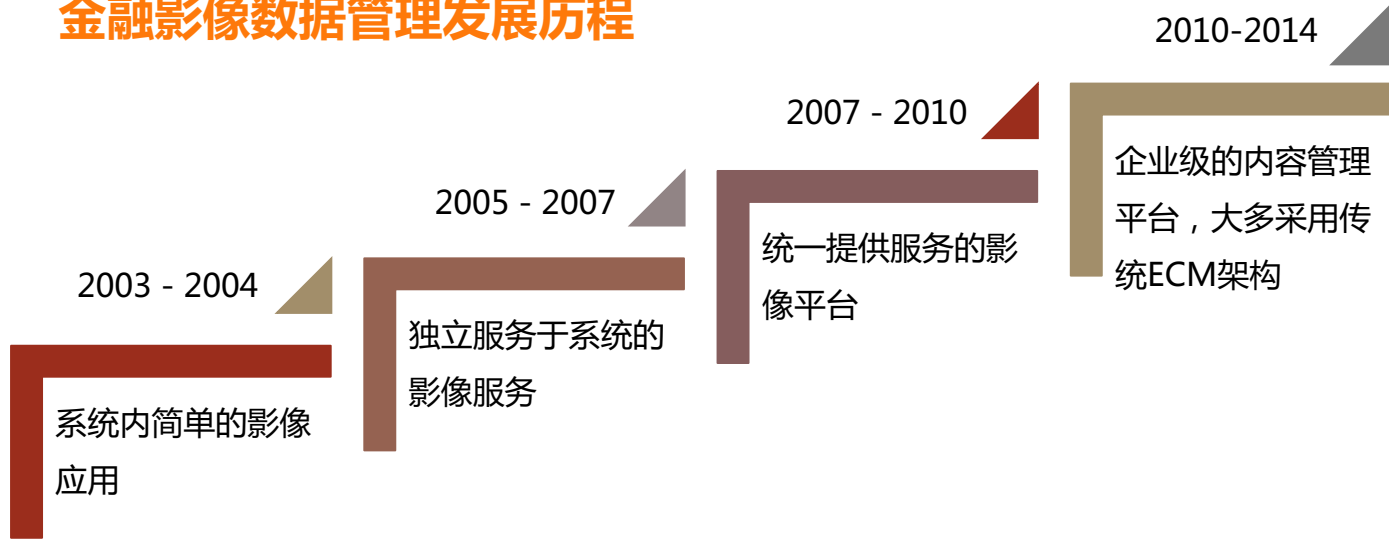 金融影像数据管理发展历程
2003 - 2004
系统内简单的影像
应用
2005 - 2007
独立服务于系统的
影像服务
2007 - 2010
统一提供服务的影
像平台
2010-2014
企业级的内容管理
平台，大多采用传
统ECM架构